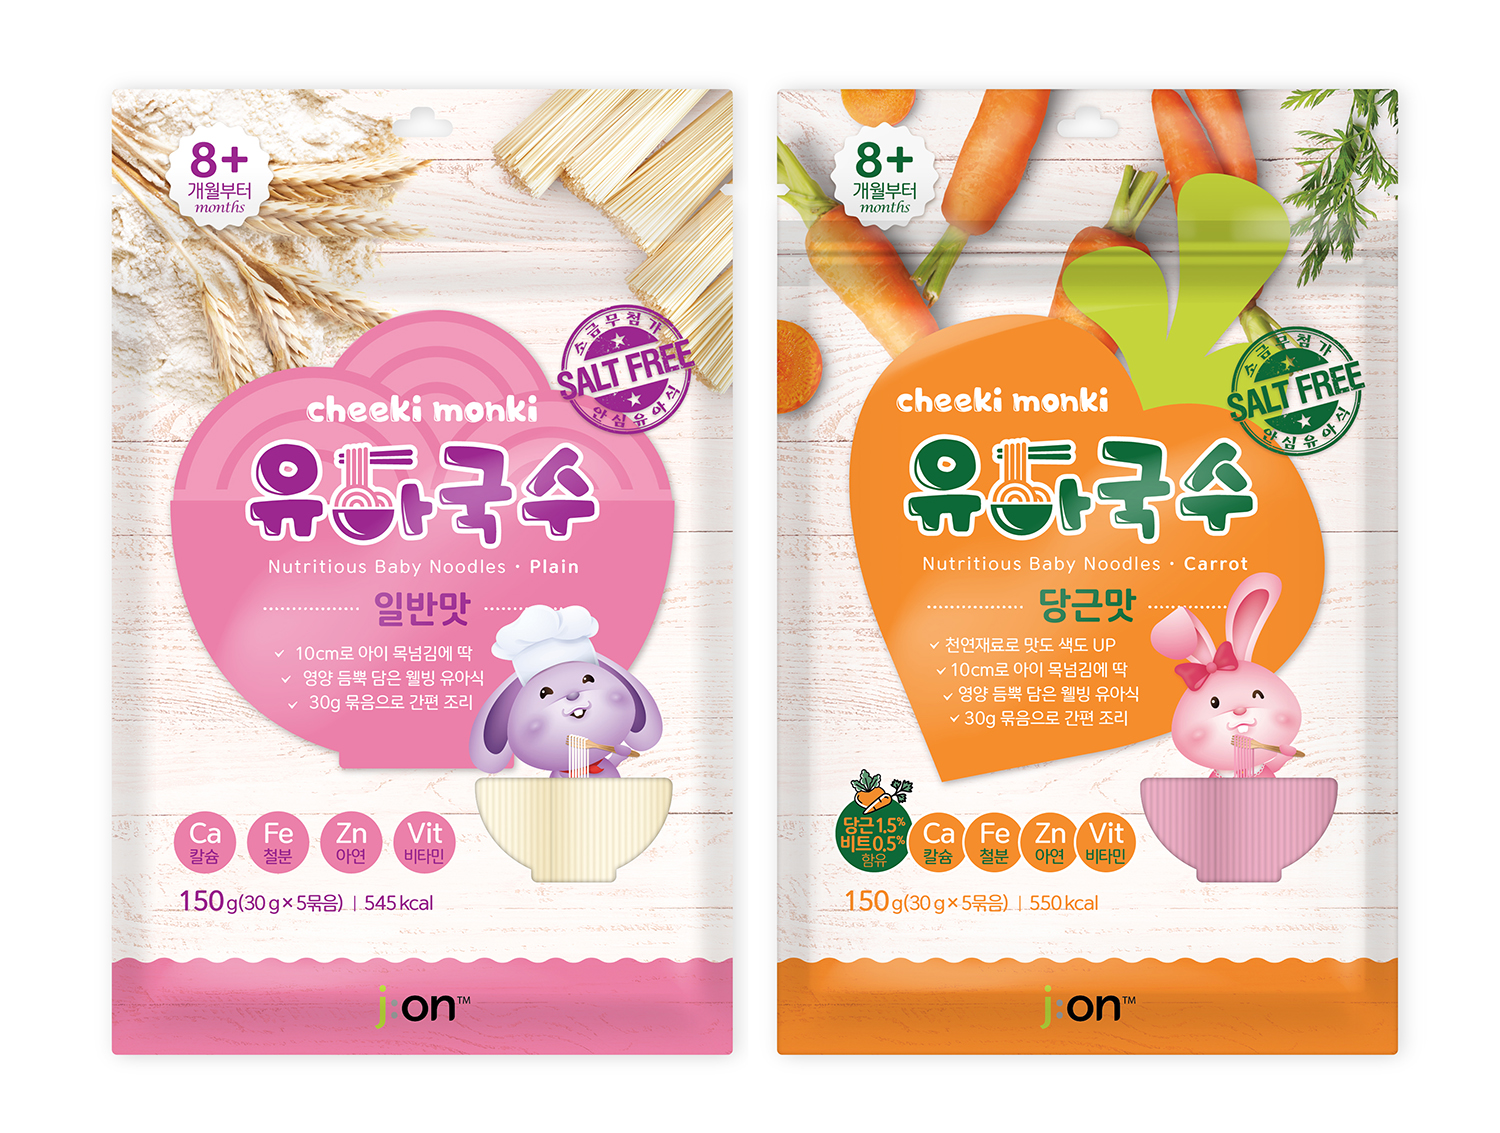 8+
개월부터
months
소금무첨가
SALT FREE
안심유아식
cheeki monki
유아국수
Nutritious Baby Noodles · Plain
일반맛
✓ 10cm로 아이 목넘김에 딱
✓ 영양 듬뿍 담은 웰빙 유아식
✓ 30g 묶음으로 간편 조리
Ca 칼슘
Fe 철분
Zn 아연
Vit 비타민
150g(30g×5묶음) | 545kcal
j:on™
8+
개월부터
months
소금무첨가
SALT FREE
안심유아식
cheeki monki
유아국수
Nutritious Baby Noodles · Carrot
당근맛
✓ 천연재료로 맛도 색도 UP
✓ 10cm로 아이 목넘김에 딱
✓ 영양 듬뿍 담은 웰빙 유아식
✓ 30g 묶음으로 간편 조리
당근1.5%
비트0.5%
함유
Ca 칼슘
Fe 철분
Zn 아연
Vit 비타민
150g(30g×5묶음) | 550kcal
j:on™